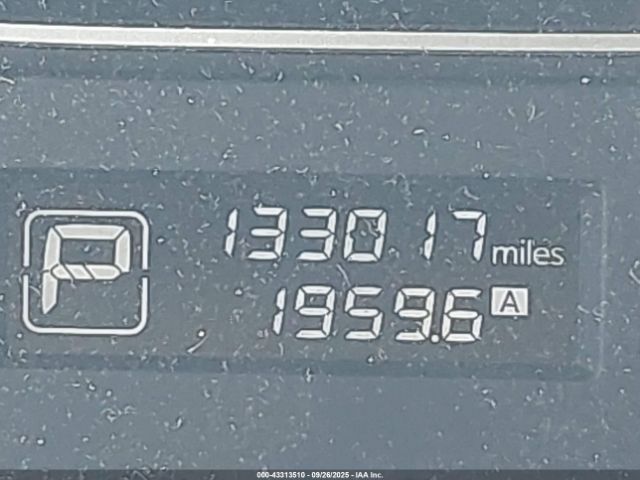 P
133017 miles
1959.6 A
000-43313510 - 09/26/2025 - IAA Inc.